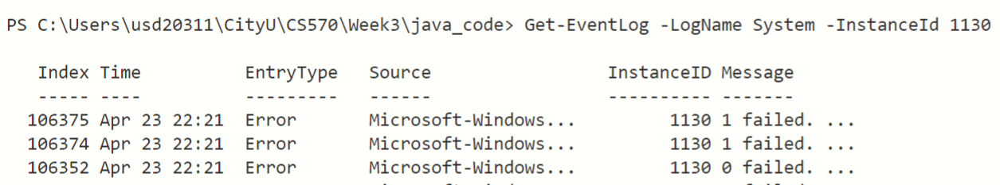 PS C:\Users\usd20311\CityU\CS570\Week3\java_code> Get-EventLog -LogName System -InstanceId 1130
Index Time EntryType Source InstanceID Message
----- ---- --------- ------ ---------- -------
106375 Apr 23 22:21 Error Microsoft-Windows... 1130 1 failed. ...
106374 Apr 23 22:21 Error Microsoft-Windows... 1130 1 failed. ...
106352 Apr 23 22:21 Error Microsoft-Windows... 1130 0 failed. ...